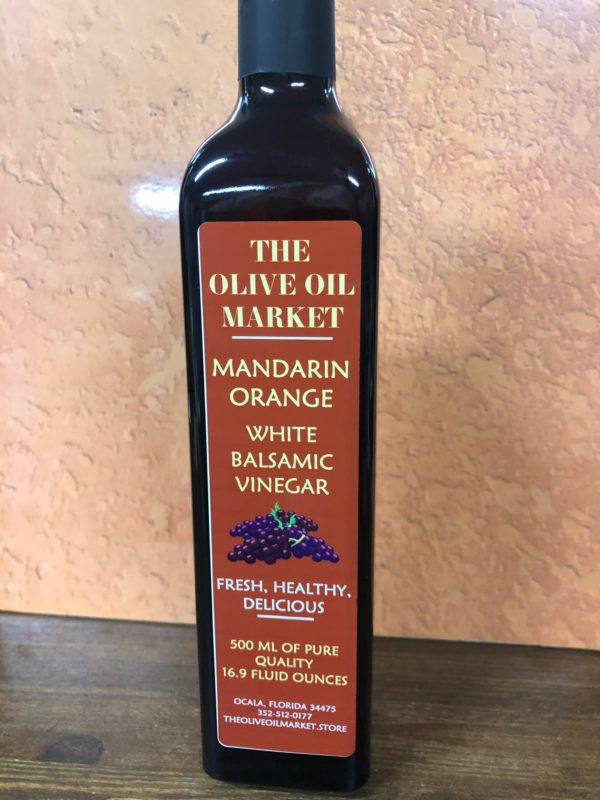 THE
OLIVE OIL
MARKET
MANDARIN
ORANGE
WHITE
BALSAMIC
VINEGAR
FRESH, HEALTHY,
DELICIOUS
500 ML OF PURE
QUALITY
16.9 FLUID OUNCES
OCALA, FLORIDA 34475
352-512-0177
THEOLIVEOILMARKET.STORE